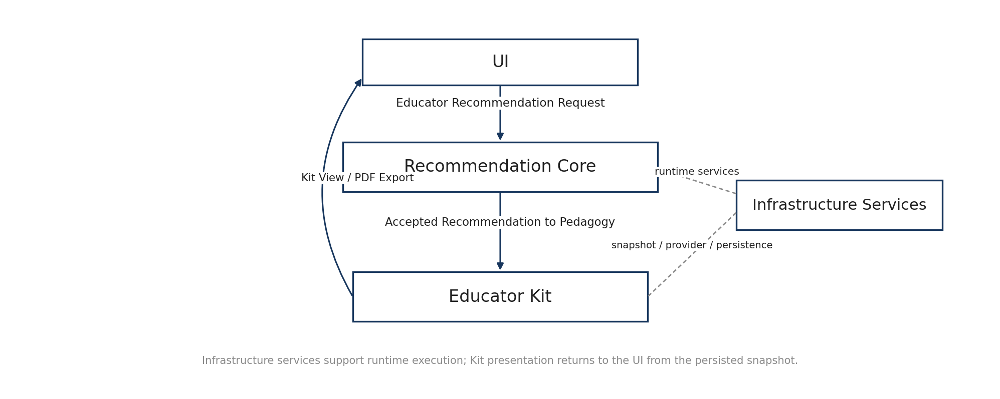 UI
Educator Recommendation Request
Recommendation Core
runtime services
Kit View / PDF Export
Infrastructure Services
Accepted Recommendation to Pedagogy
snapshot / provider / persistence
Educator Kit
Infrastructure services support runtime execution; Kit presentation returns to the UI from the persisted snapshot.